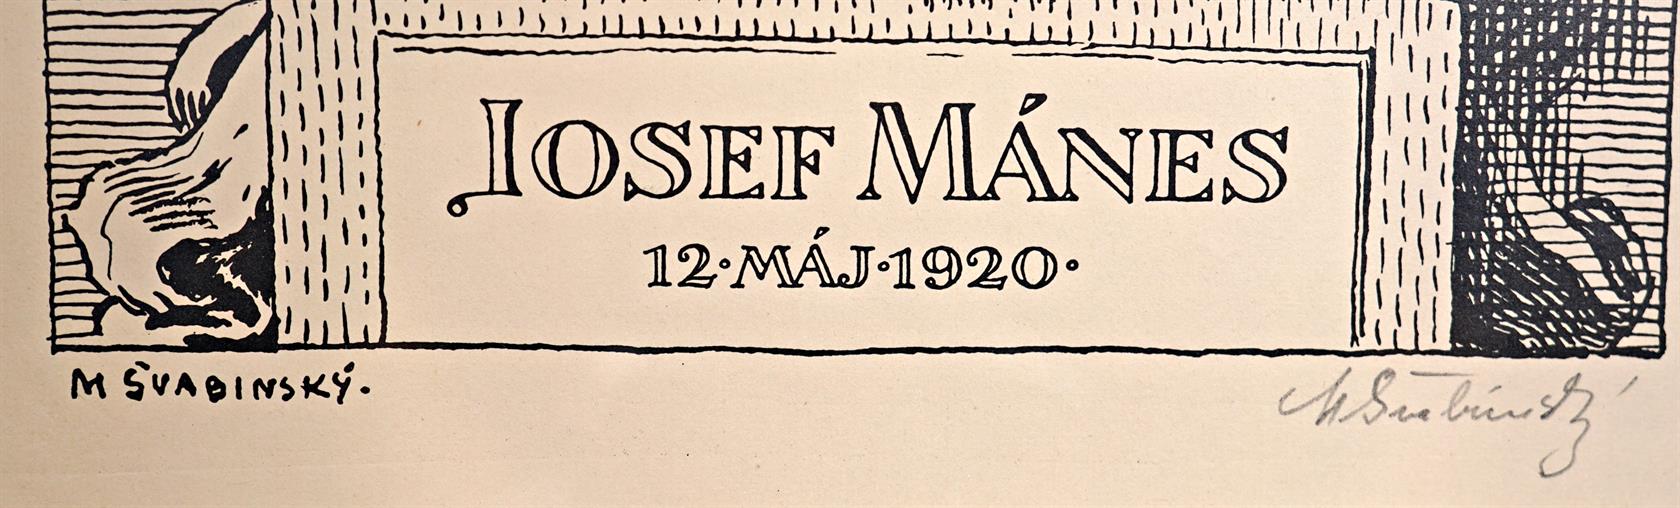 JOSEF MÁNES
12·MÁJ·1920·
M ŠVABINSKÝ.
M Švabinský